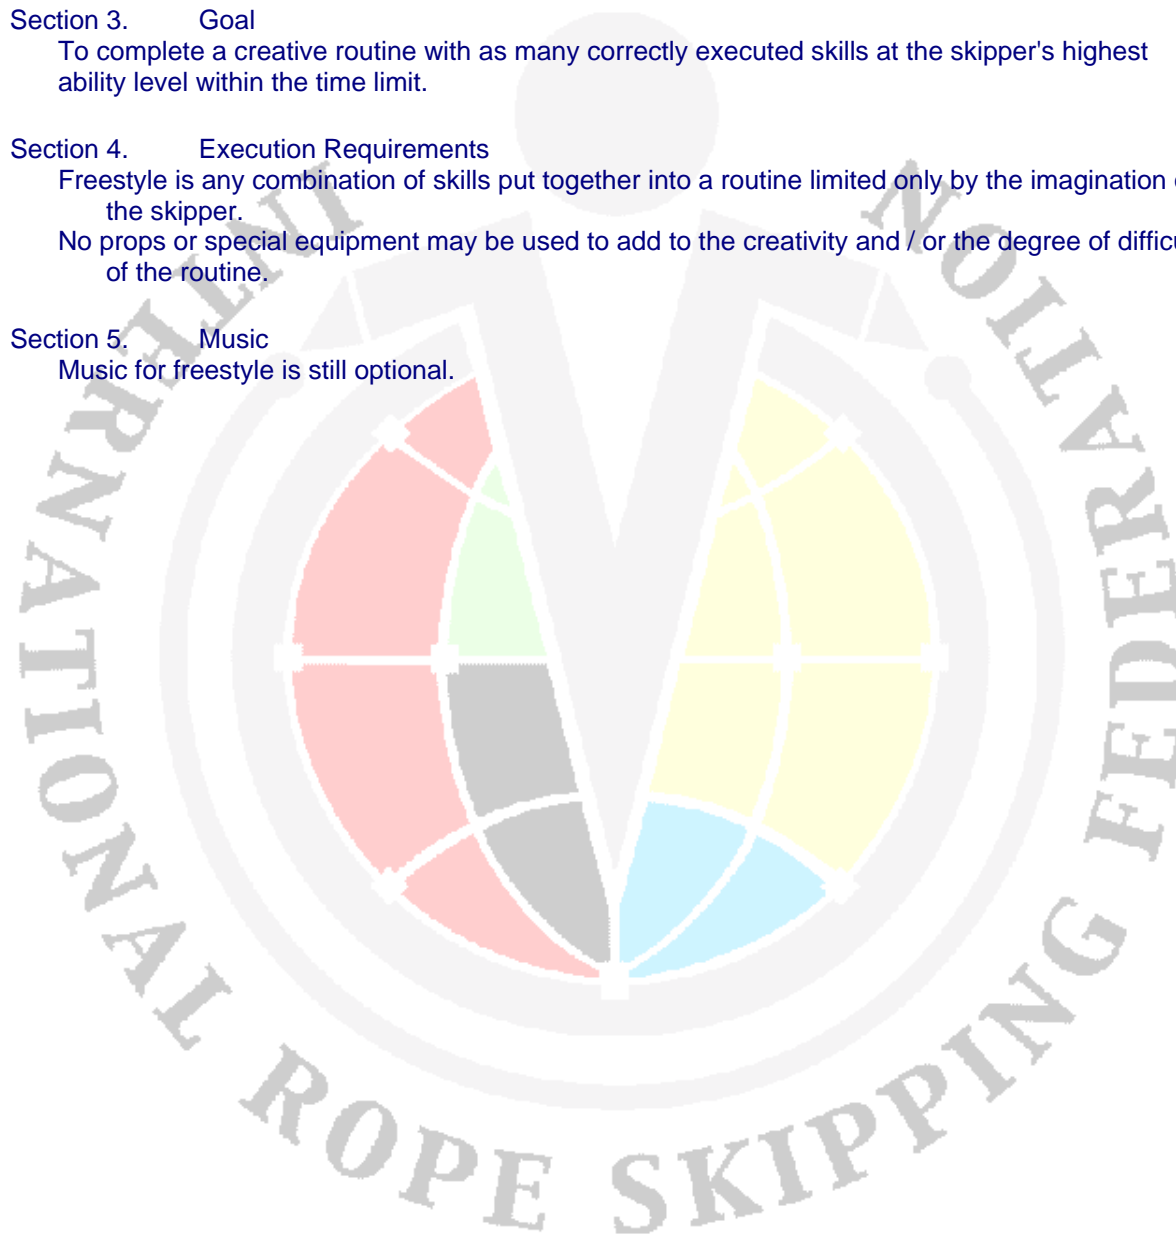 Section 3. Goal
To complete a creative routine with as many correctly executed skills at the skipper's highest
ability level within the time limit.
Section 4. Execution Requirements
Freestyle is any combination of skills put together into a routine limited only by the imagination
the skipper.
No props or special equipment may be used to add to the creativity and / or the degree of
of the routine.
Section 5. Music
Music for freestyle is still optional.
INTERNATIONAL ROPE SKIPPING FEDERATION